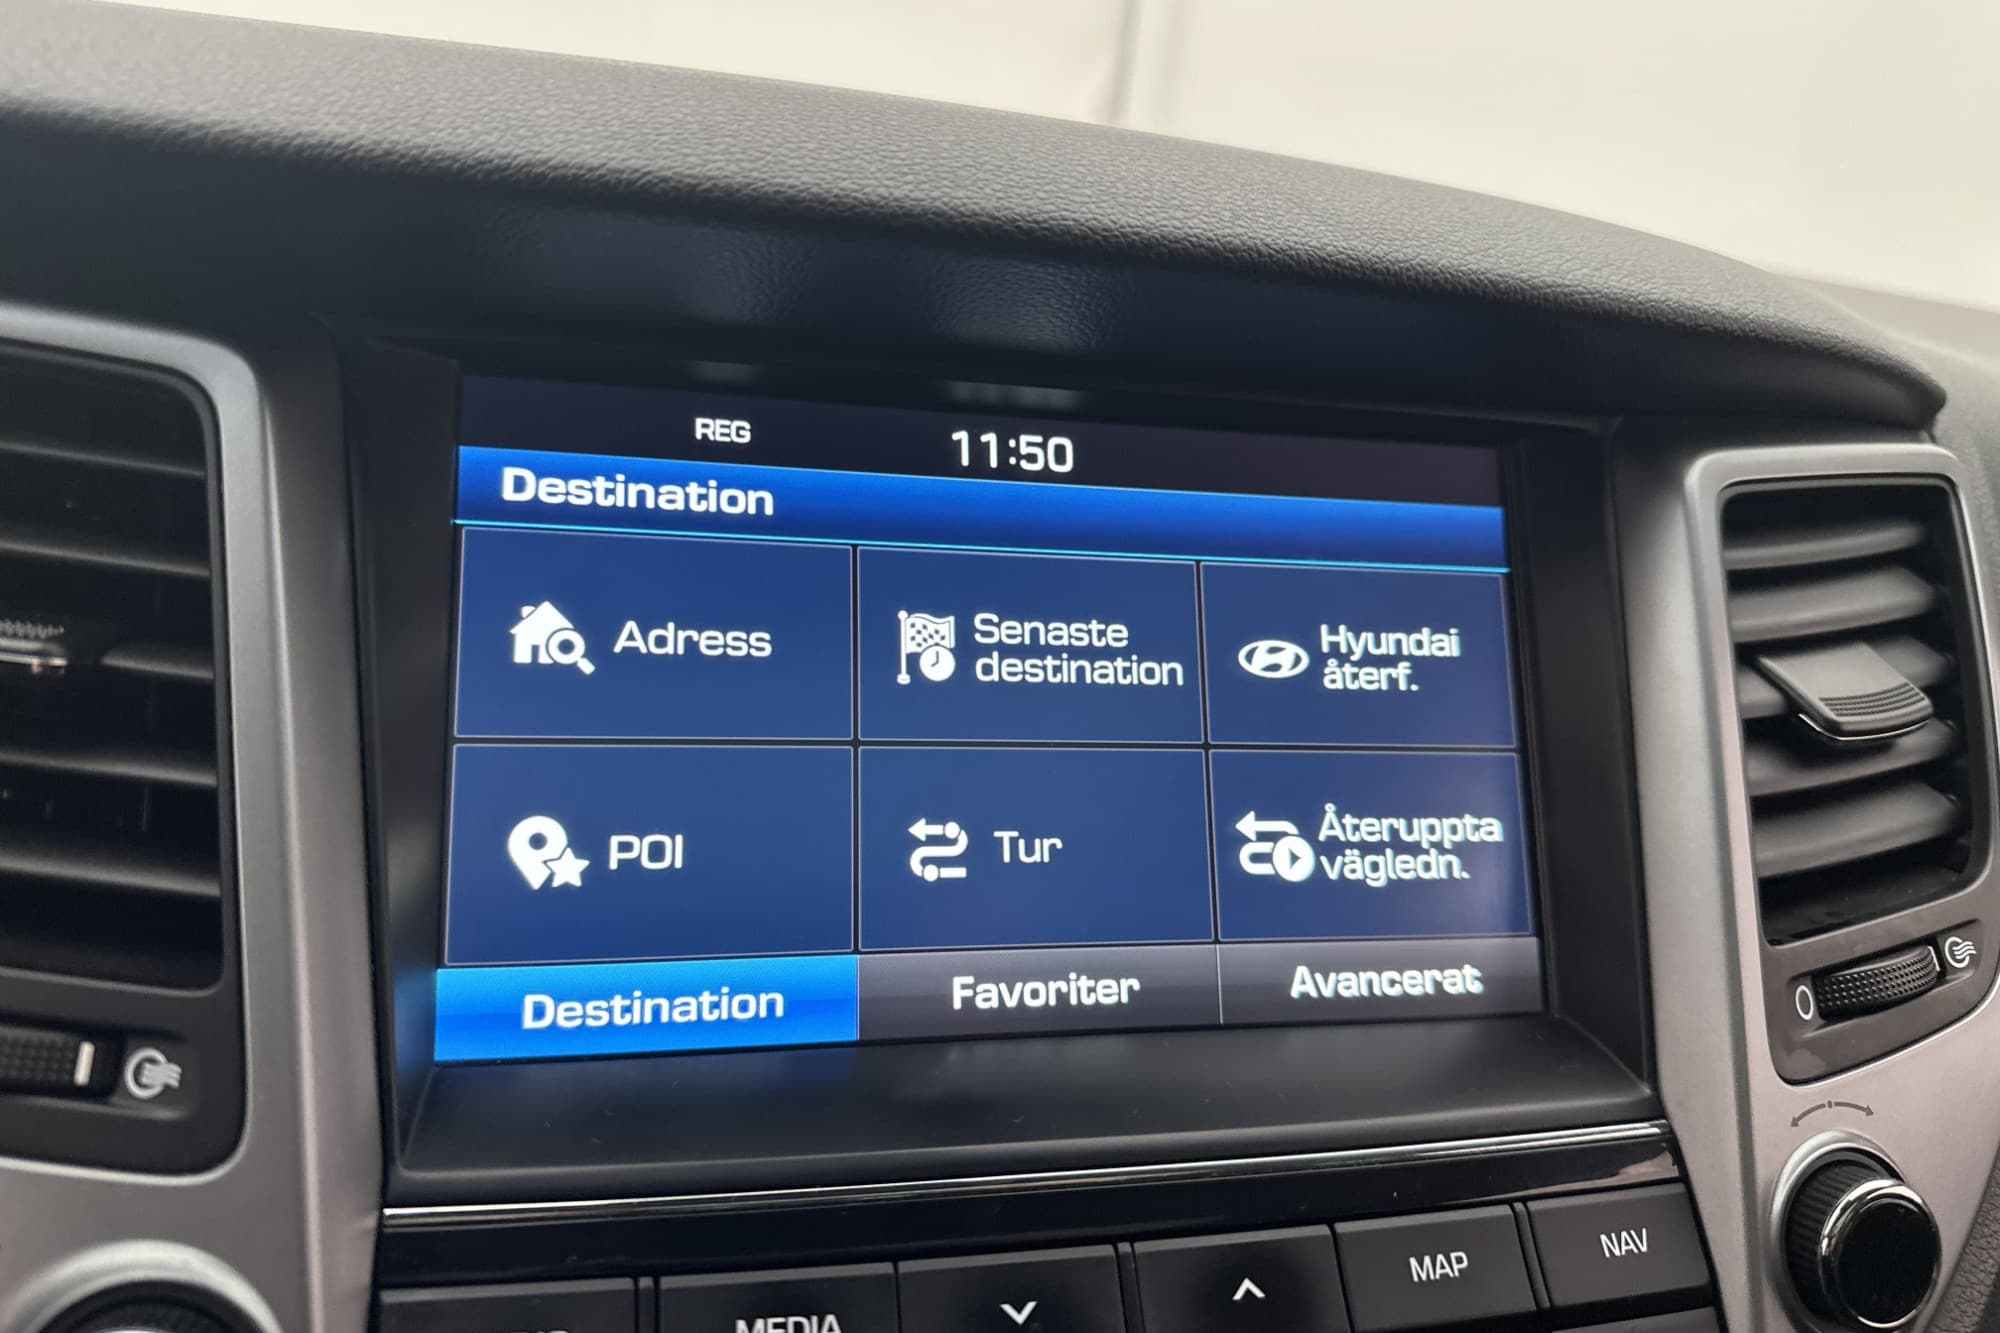 REG
11:50
Destination
Adress
Senaste
destination
Hyundai
återf.
POI
Tur
Återuppta
vägledn.
Destination
Favoriter
Avancerat
MEDIA
MAP
NAV